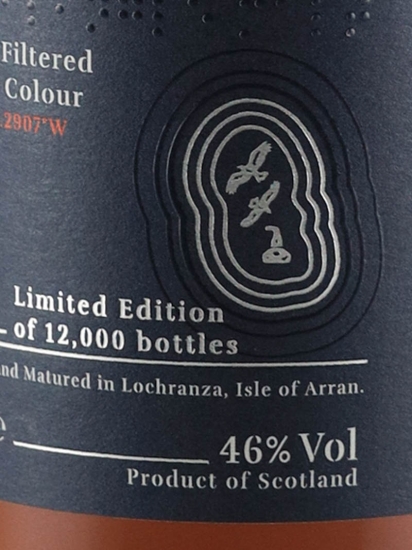 Filtered
Colour
2907°W
Limited Edition
of 12,000 bottles
nd Matured in Lochranza, Isle of Arran.
e
46% Vol
Product of Scotland